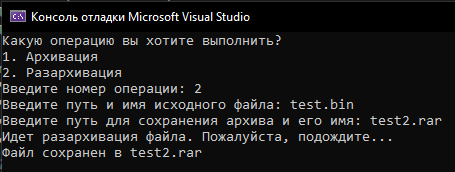 Консоль отладки Microsoft Visual Studio
Какую операцию вы хотите выполнить?
1. Архивация
2. Разархивация
Введите номер операции: 2
Введите путь и имя исходного файла: test.bin
Введите путь для сохранения архива и его имя: test2.rar
Идет разархивация файла. Пожалуйста, подождите...
Файл сохранен в test2.rar